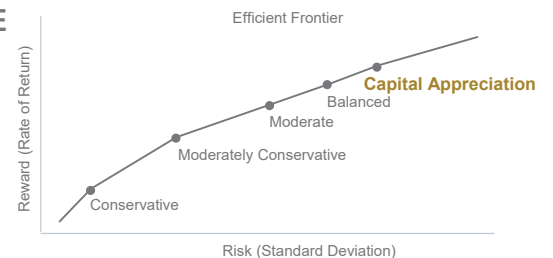 E
Efficient Frontier
Reward (Rate of Return)
Capital Appreciation
Balanced
Moderate
Moderately Conservative
Conservative
Risk (Standard Deviation)